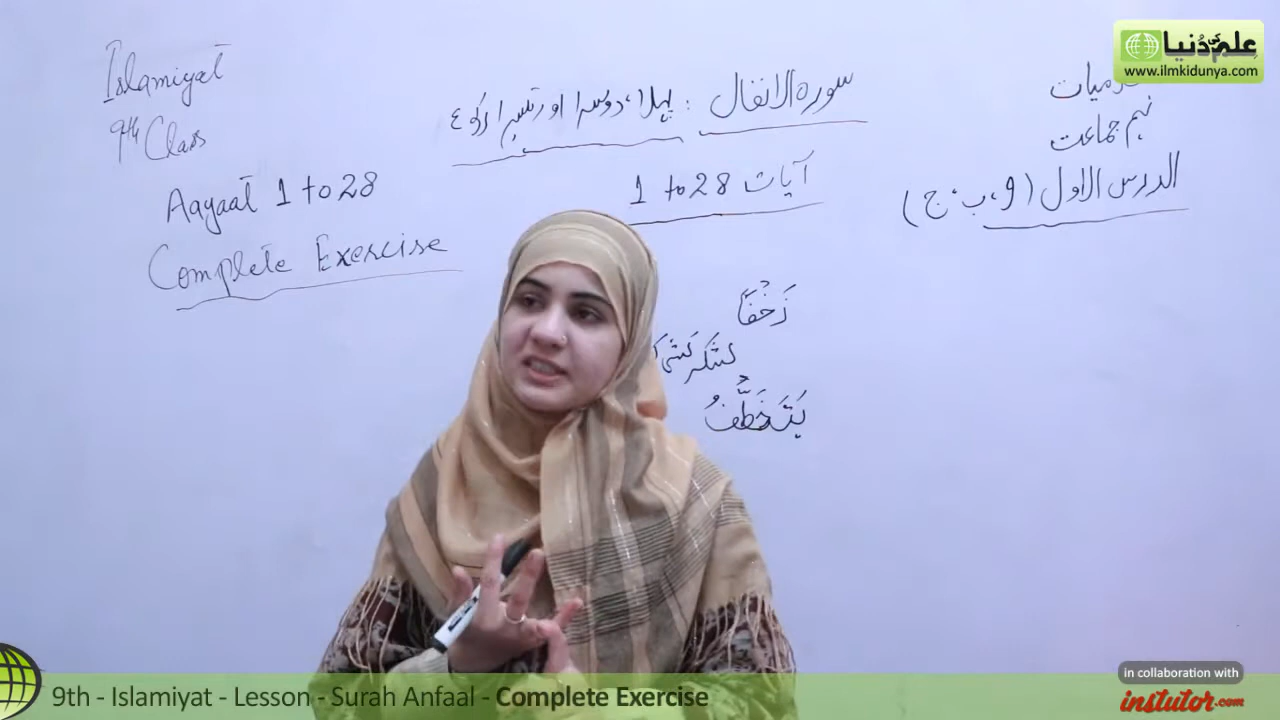 Islamiyat
9th Class
Aayaat 1 to 28
Complete Exercise
سورہ الانفال : پہلا، دوسرا اور تیسرا رکوع
آیات 1 to 28
نہم جماعت
الدرس الاول (و، ب، ج)
زَحْفًا
لشکر کشی
يَتَخَطَّفُ
علم کی دنیا
www.ilmkidunya.com
9th - Islamiyat - Lesson - Surah Anfaal - Complete Exercise
in collaboration with
instutor.com